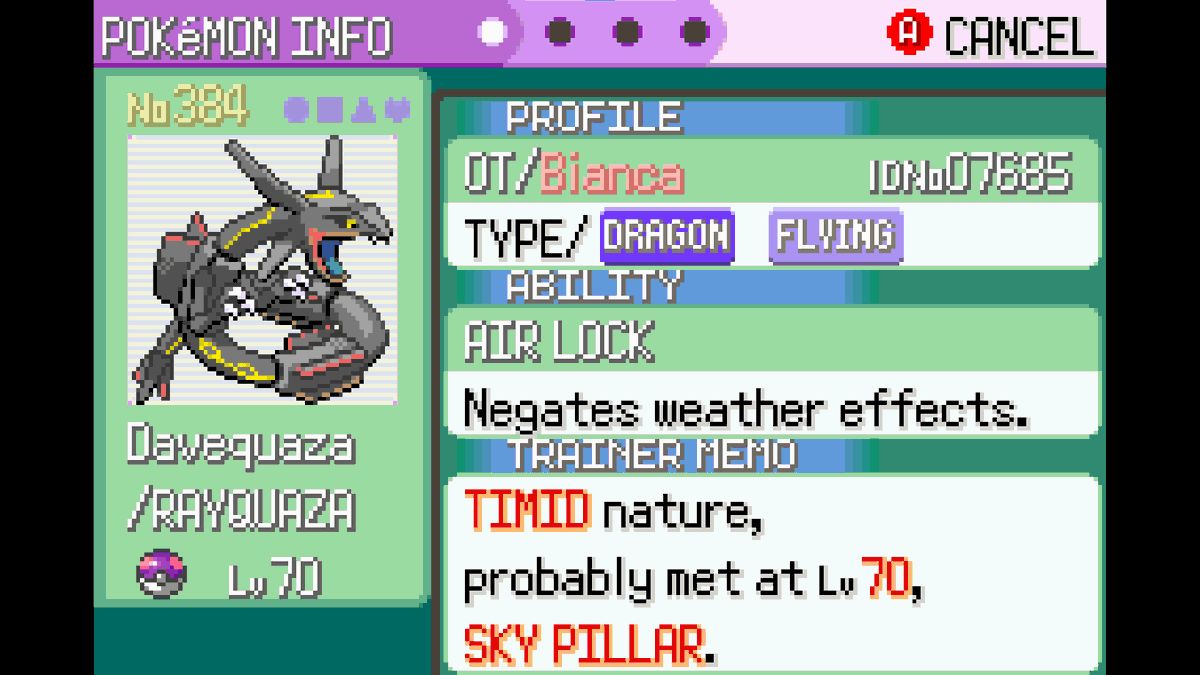 POKéMON INFO
A CANCEL
No384
PROFILE
OT/Bianca IDNo07685
TYPE/ DRAGON FLYING
ABILITY
AIR LOCK
Negates weather effects.
TRAINER MEMO
TIMID nature,
probably met at Lv70,
SKY PILLAR.
Davequaza
/RAYQUAZA
Lv70